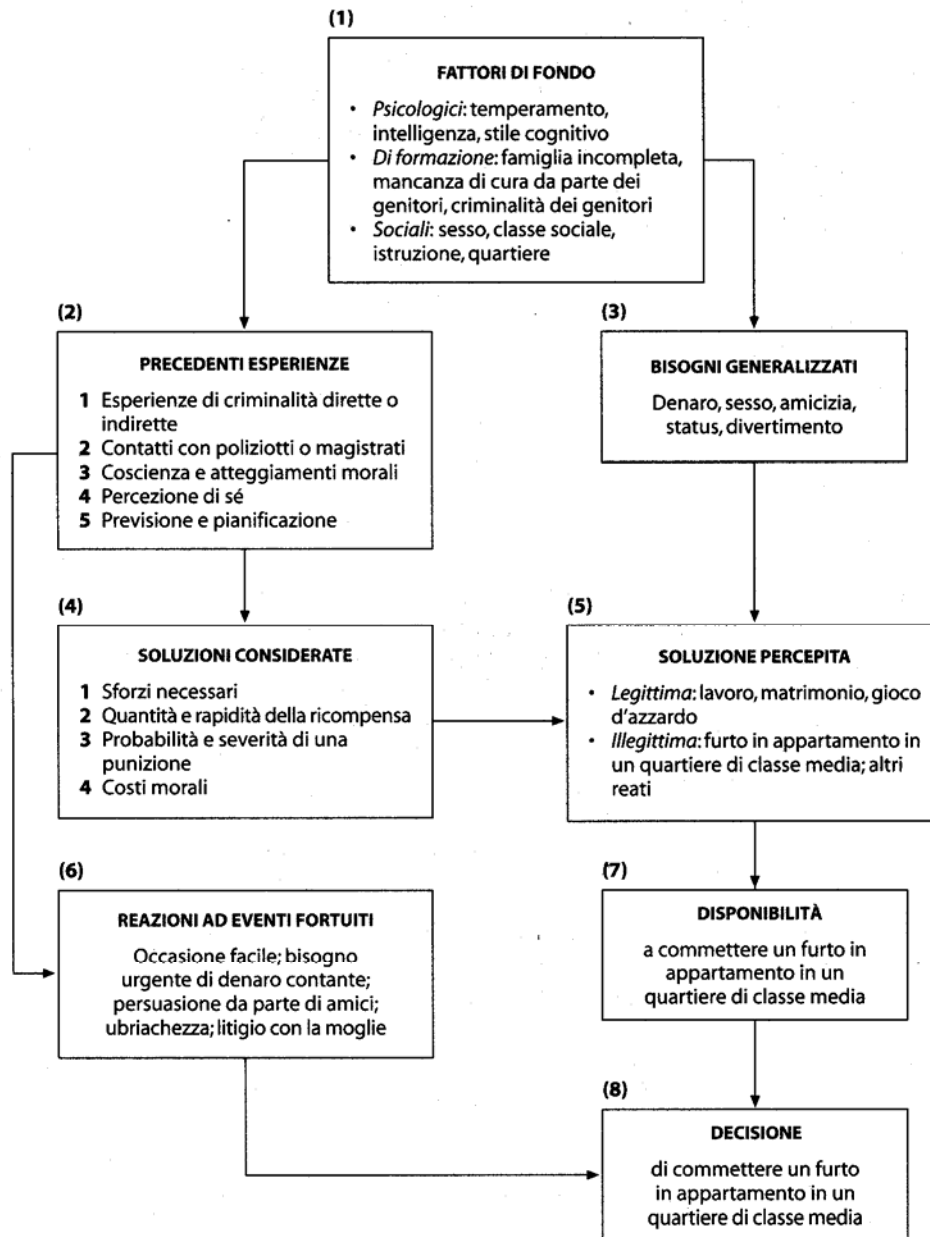 (1)
FATTORI DI FONDO
• Psicologici: temperamento,
intelligenza, stile cognitivo
• Di formazione: famiglia incompleta,
mancanza di cura da parte dei
genitori, criminalità dei genitori
• Sociali: sesso, classe sociale,
istruzione, quartiere
(2)
PRECEDENTI ESPERIENZE
1 Esperienze di criminalità dirette o
indirette
2 Contatti con poliziotti o magistrati
3 Coscienza e atteggiamenti morali
4 Percezione di sé
5 Previsione e pianificazione
(3)
BISOGNI GENERALIZZATI
Denaro, sesso, amicizia,
status, divertimento
(4)
SOLUZIONI CONSIDERATE
1 Sforzi necessari
2 Quantità e rapidità della ricompensa
3 Probabilità e severità di una
punizione
4 Costi morali
(5)
SOLUZIONE PERCEPITA
• Legittima: lavoro, matrimonio, gioco
d'azzardo
• Illegittima: furto in appartamento in
un quartiere di classe media; altri
reati
(6)
REAZIONI AD EVENTI FORTUITI
Occasione facile; bisogno
urgente di denaro contante;
persuasione da parte di amici;
ubriachezza; litigio con la moglie
(7)
DISPONIBILITÀ
a commettere un furto in
appartamento in un
quartiere di classe media
(8)
DECISIONE
di commettere un furto
in appartamento in un
quartiere di classe media